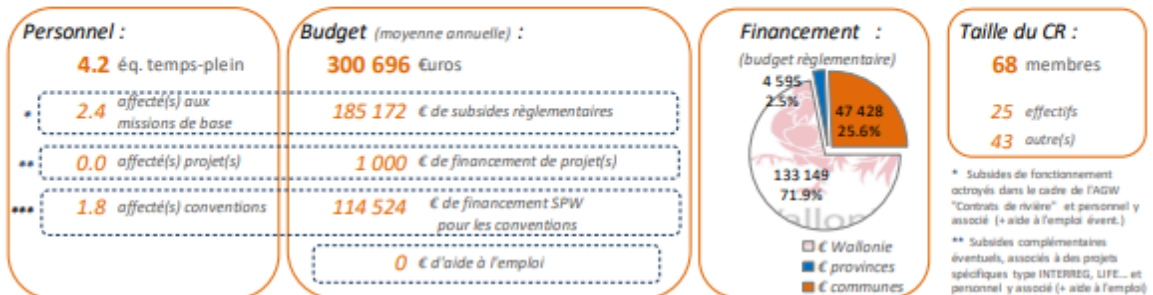 Personnel :
4.2 éq. temps-plein
* 2.4 affecté(s) aux
missions de base
** 0.0 affecté(s) projet(s)
*** 1.8 affecté(s) conventions
Budget (moyenne annuelle) :
300 696 €uros
185 172 € de subsides règlementaires
1 000 € de financement de projet(s)
114 524 € de financement SPW
pour les conventions
0 € d'aide à l'emploi
Financement :
(budget règlementaire)
4 595
2.5%
47 428
25.6%
133 149
71.9%
€ Wallonie
€ provinces
€ communes
Taille du CR :
68 membres
25 effectifs
43 autre(s)
* Subsides de fonctionnement
octroyés dans le cadre de l'AGW
"Contrats de rivière" et personnel y
associé (+ aide à l'emploi évent.)
** Subsides complémentaires
éventuels, associés à des projets
spécifiques type INTERREG, LIFE... et
personnel y associé (+ aide à l'emploi)